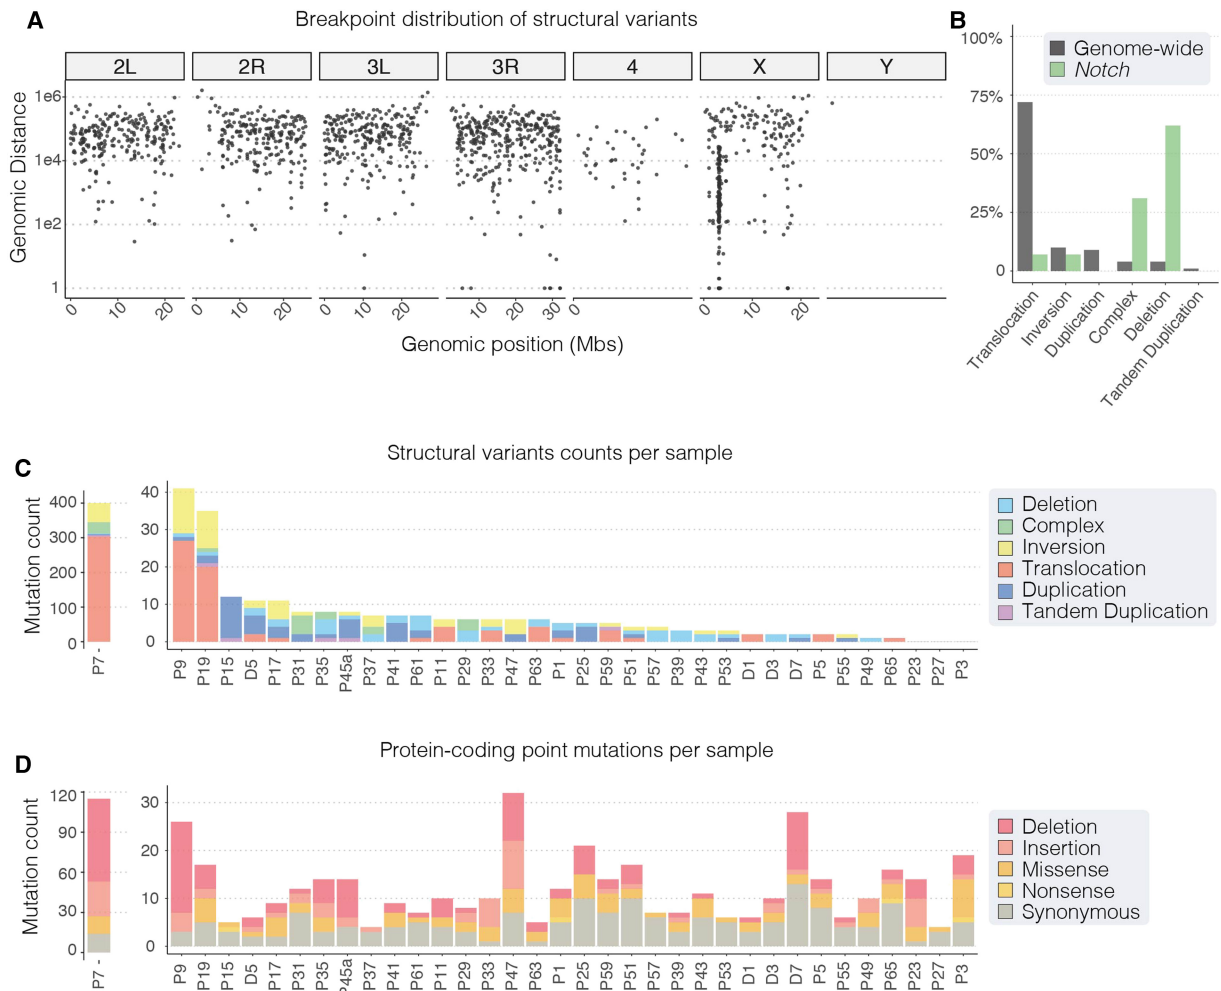 A
Breakpoint distribution of structural variants
2L 2R 3L 3R 4 X Y
Genomic Distance
1e6
1e4
1e2
1
0 10 20 0 10 20 0 10 20 0 10 20 30 0 0 10 20
Genomic position (Mbs)
B
100%
75%
50%
25%
0
Genome-wide
Notch
Translocation
Inversion
Duplication
Complex
Deletion
Tandem Duplication
C
Structural variants counts per sample
Mutation count
400
300
200
100
0
P7 -
40
30
20
10
0
P9 P19 P15 D5 P17 P31 P35 P45a P37 P41 P61 P11 P29 P33 P47 P63 P1 P25 P59 P51 P57 P39 P43 P53 D1 D3 D7 P5 P55 P49 P65 P23 P27 P3
Deletion
Complex
Inversion
Translocation
Duplication
Tandem Duplication
D
Protein-coding point mutations per sample
Mutation count
120
90
60
30
0
P7 -
30
20
10
0
P9 P19 P15 D5 P17 P31 P35 P45a P37 P41 P61 P11 P29 P33 P47 P63 P1 P25 P59 P51 P57 P39 P43 P53 D1 D3 D7 P5 P55 P49 P65 P23 P27 P3
Deletion
Insertion
Missense
Nonsense
Synonymous